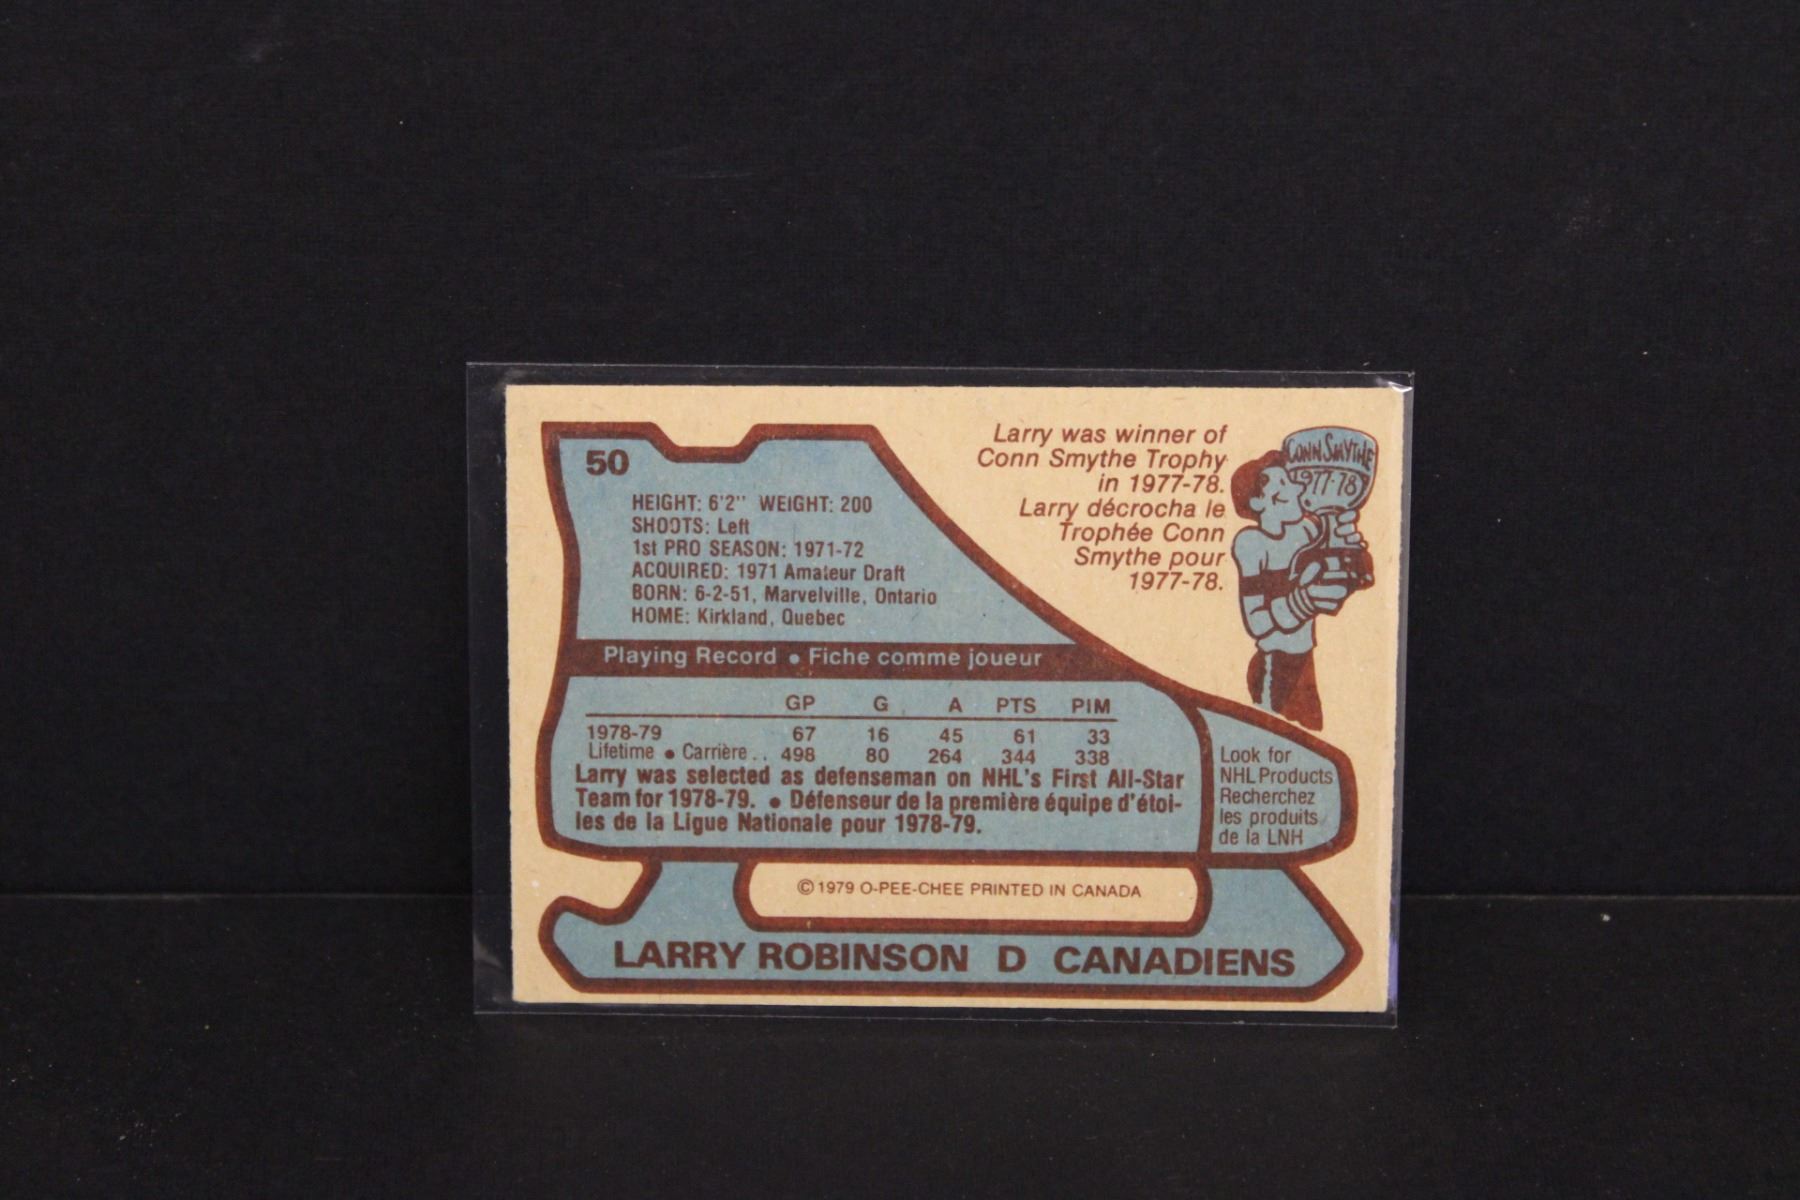 50
HEIGHT: 6'2" WEIGHT: 200
SHOOTS: Left
1st PRO SEASON: 1971-72
ACQUIRED: 1971 Amateur Draft
BORN: 6-2-51, Marvelville, Ontario
HOME: Kirkland, Quebec
Larry was winner of
Conn Smythe Trophy
in 1977-78.
Larry décrocha le
Trophée Conn
Smythe pour
1977-78.
CONN SMYTHE
1977-78
Playing Record • Fiche comme joueur
GP G A PTS PIM
1978-79 67 16 45 61 33
Lifetime • Carrière .. 498 80 264 344 338
Larry was selected as defenseman on NHL's First All-Star
Team for 1978-79. • Défenseur de la première équipe d'étoi-
les de la Ligue Nationale pour 1978-79.
Look for
NHL Products
Recherchez
les produits
de la LNH
© 1979 O-PEE-CHEE PRINTED IN CANADA
LARRY ROBINSON D CANADIENS